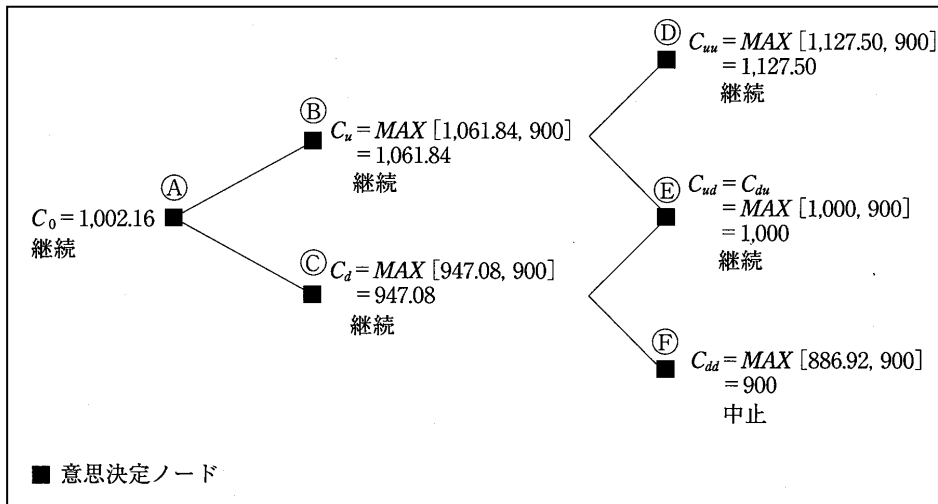 Ⓓ C_uu = MAX [1,127.50, 900]
= 1,127.50
継続
Ⓑ C_u = MAX [1,061.84, 900]
= 1,061.84
継続
Ⓐ
C_0 = 1,002.16
継続
Ⓔ C_ud = C_du
= MAX [1,000, 900]
= 1,000
継続
Ⓒ C_d = MAX [947.08, 900]
= 947.08
継続
Ⓕ C_dd = MAX [886.92, 900]
= 900
中止
■ 意思決定ノード